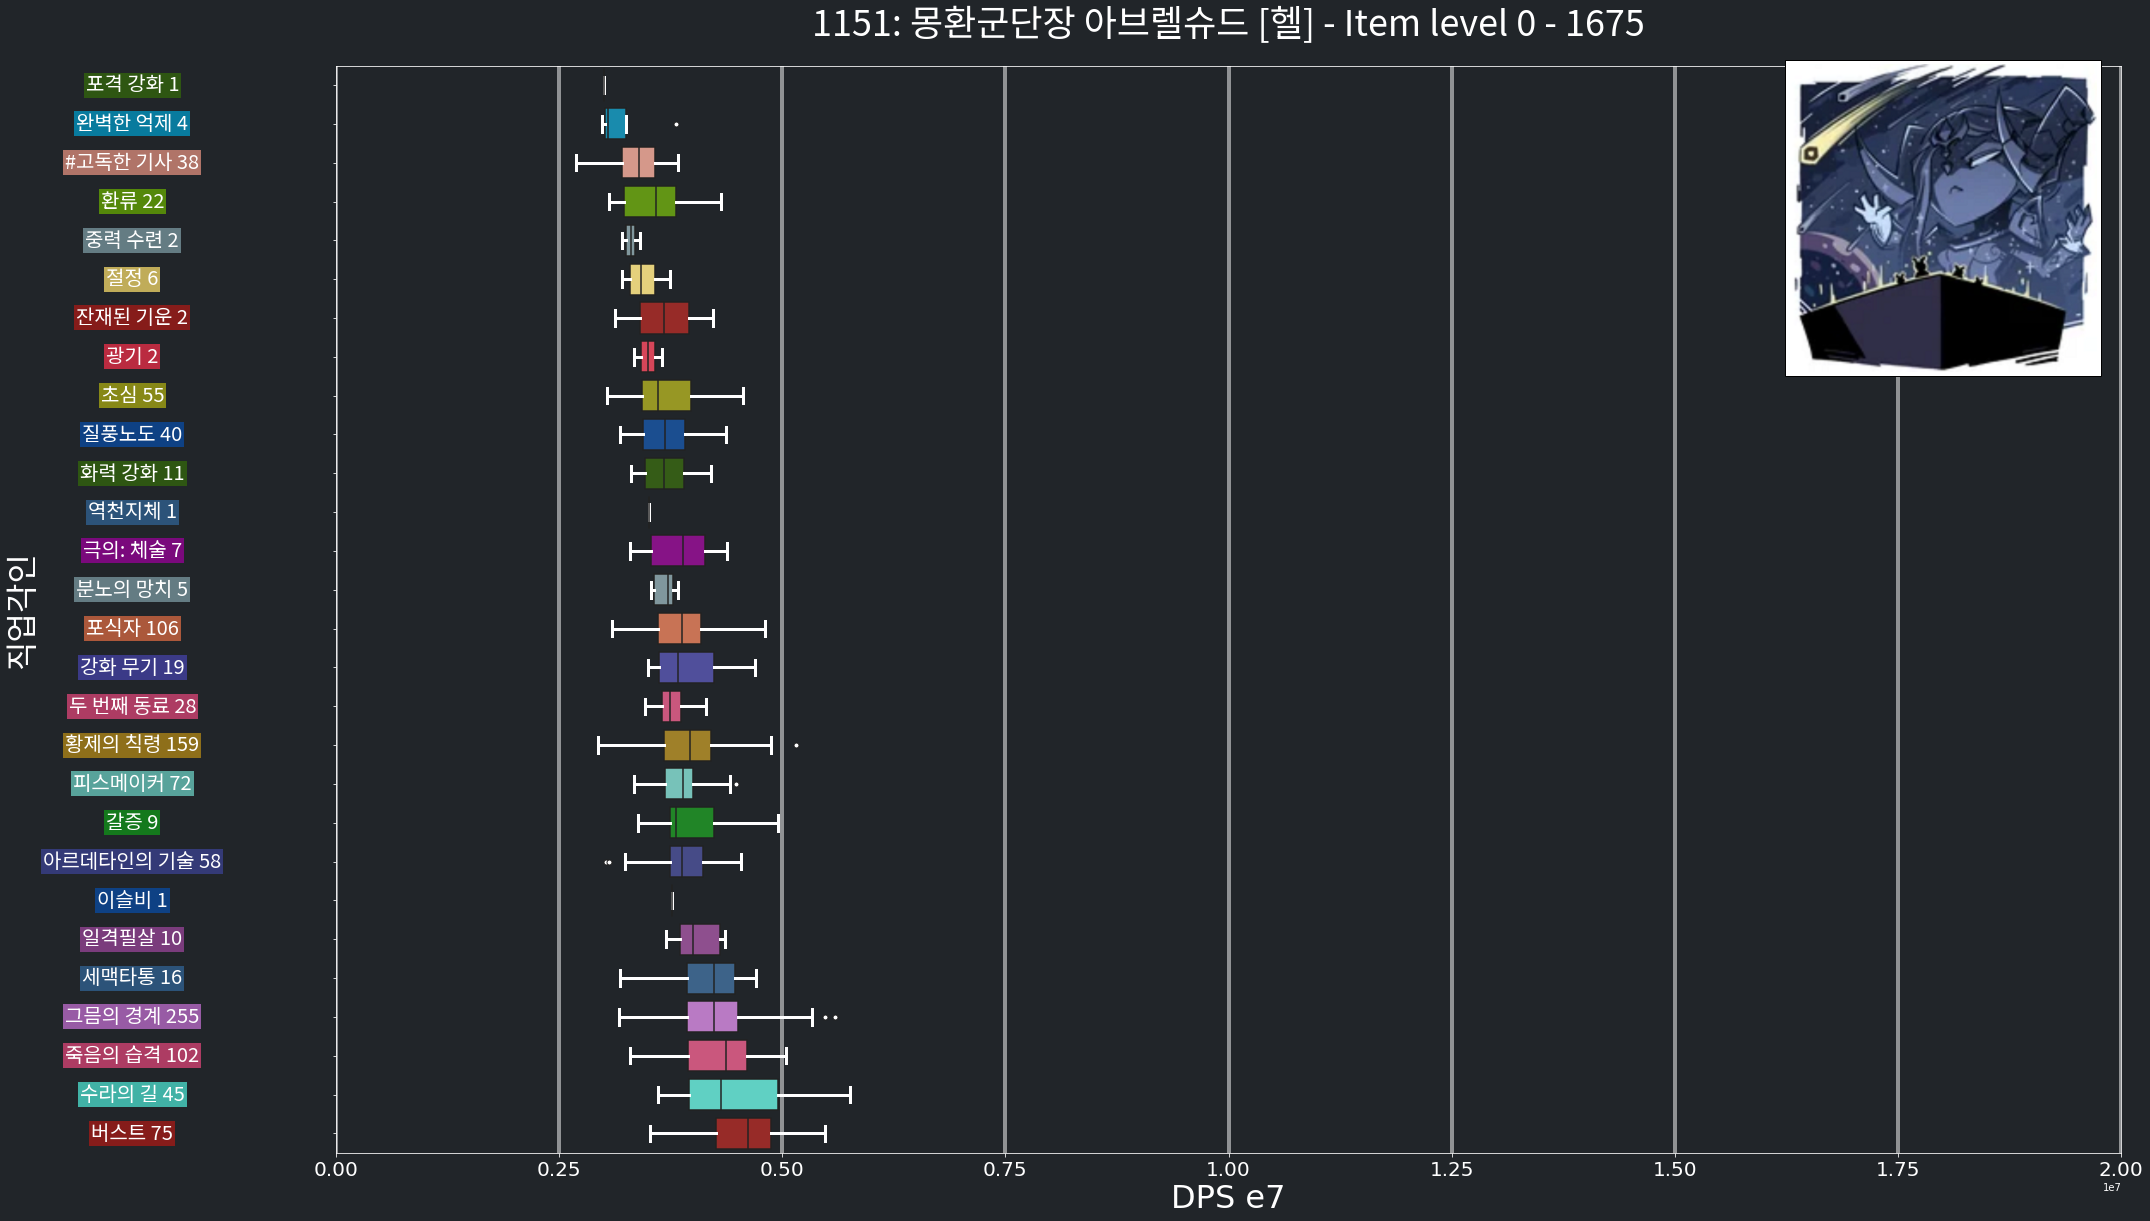 1151: 몽환군단장 아브렐슈드 [헬] - Item level 0 - 1675
직업각인
포격 강화 1
완벽한 억제 4
#고독한 기사 38
환류 22
중력 수련 2
절정 6
잔재된 기운 2
광기 2
초심 55
질풍노도 40
화력 강화 11
역천지체 1
극의: 체술 7
분노의 망치 5
포식자 106
강화 무기 19
두 번째 동료 28
황제의 칙령 159
피스메이커 72
갈증 9
아르데타인의 기술 58
이슬비 1
일격필살 10
세맥타통 16
그믐의 경계 255
죽음의 습격 102
수라의 길 45
버스트 75
0.00 0.25 0.50 0.75 1.00 1.25 1.50 1.75 2.00
1e7
DPS e7